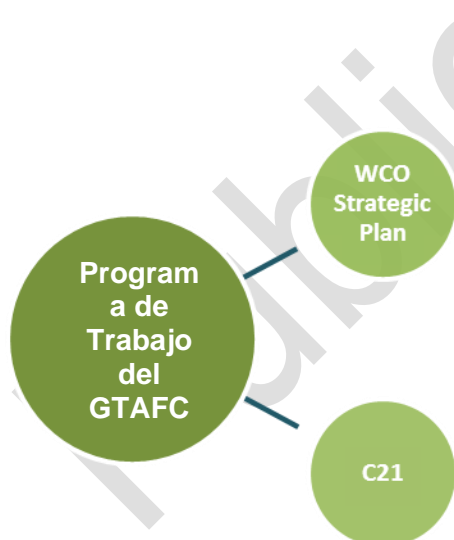 WCO
Strategic
Plan
Program
a de
Trabajo
del
GTAFC
C21